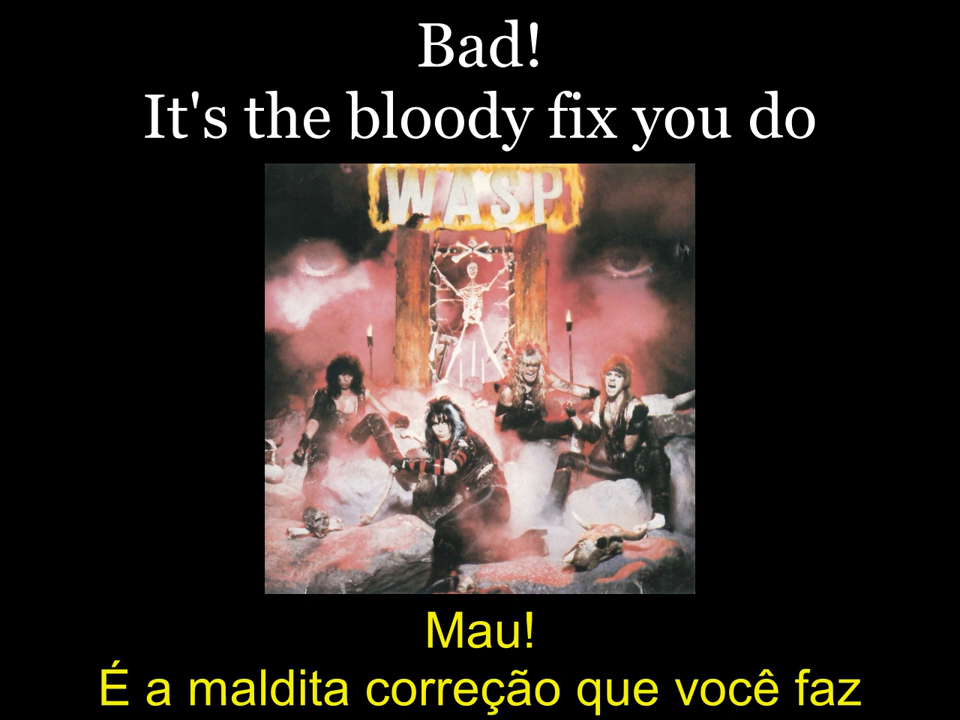 Bad!
It's the bloody fix you do
WASP
Mau!
É a maldita correção que você faz